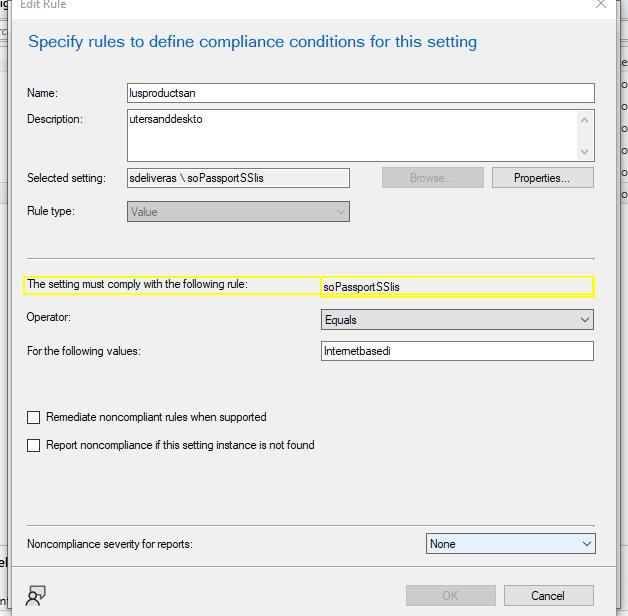 Edit Rule
Specify rules to define compliance conditions for this setting
Name: lusproductsan
Description: utersanddeskto
Selected setting: sdeliveras \ soPassportSSlis Browse... Properties...
Rule type: Value
The setting must comply with the following rule: soPassportSSlis
Operator: Equals
For the following values: Internetbasedi
Remediate noncompliant rules when supported
Report noncompliance if this setting instance is not found
Noncompliance severity for reports: None
OK Cancel